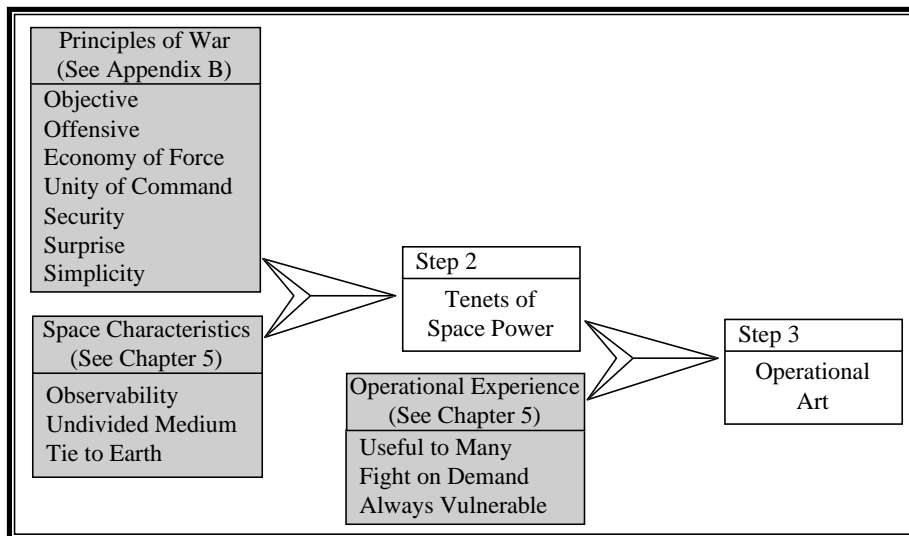 Principles of War
(See Appendix B)
Objective
Offensive
Economy of Force
Unity of Command
Security
Surprise
Simplicity
Space Characteristics
(See Chapter 5)
Observability
Undivided Medium
Tie to Earth
Step 2
Tenets of
Space Power
Operational Experience
(See Chapter 5)
Useful to Many
Fight on Demand
Always Vulnerable
Step 3
Operational
Art